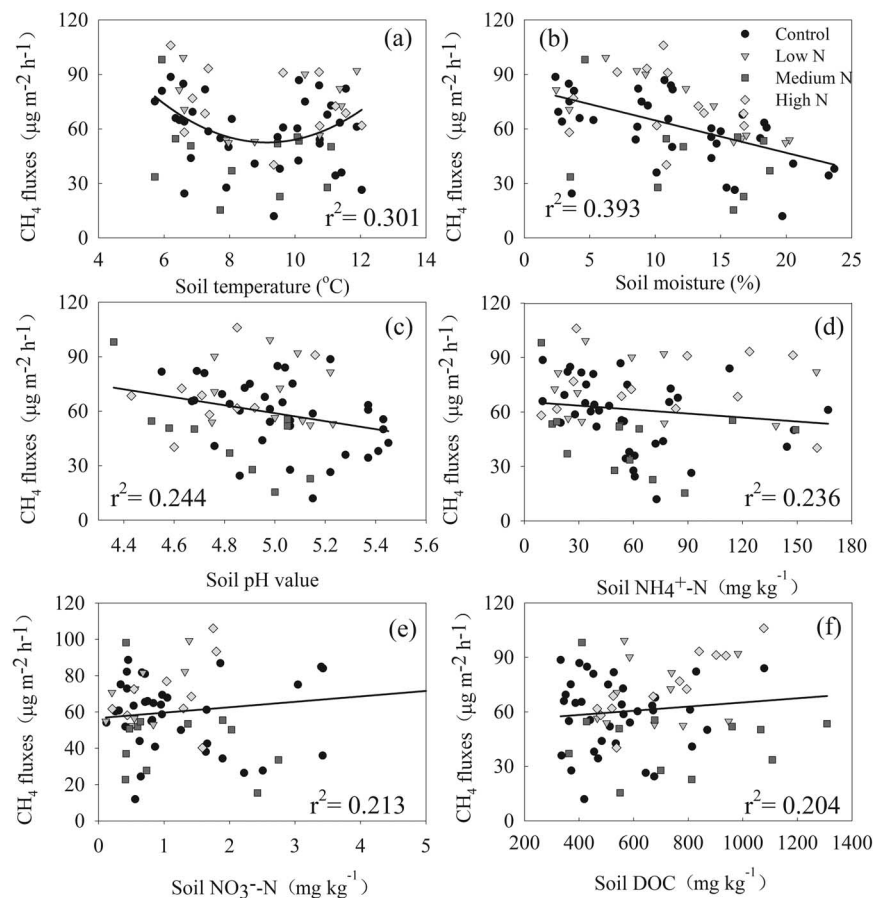 120
(a)
90
60
30
0
r²= 0.301
CH₄ fluxes（μg m⁻² h⁻¹）
4 6 8 10 12 14
Soil temperature (°C)
120
(b)
Control
Low N
Medium N
High N
90
60
30
0
r²= 0.393
CH₄ fluxes（μg m⁻² h⁻¹）
0 5 10 15 20 25
Soil moisture (%)
120
(c)
90
60
30
0
r²= 0.244
CH₄ fluxes（μg m⁻² h⁻¹）
4.4 4.6 4.8 5.0 5.2 5.4 5.6
Soil pH value
120
(d)
90
60
30
0
r²= 0.236
CH₄ fluxes（μg m⁻² h⁻¹）
0 30 60 90 120 150 180
Soil NH4⁺-N（mg kg⁻¹）
120
(e)
100
80
60
40
20
0
r²= 0.213
CH₄ fluxes（μg m⁻² h⁻¹）
0 1 2 3 4 5
Soil NO₃⁻-N（mg kg⁻¹）
120
(f)
100
80
60
40
20
0
r²= 0.204
CH₄ fluxes（μg m⁻² h⁻¹）
200 400 600 800 1000 1200 1400
Soil DOC（mg kg⁻¹）